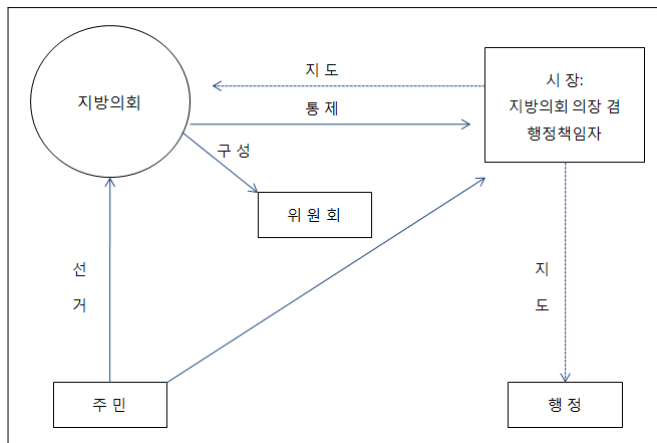 지방의회
지 도
통 제
시 장:
지방의회 의장 겸
행정책임자
구 성
위 원 회
선
거
지
도
주 민
행 정